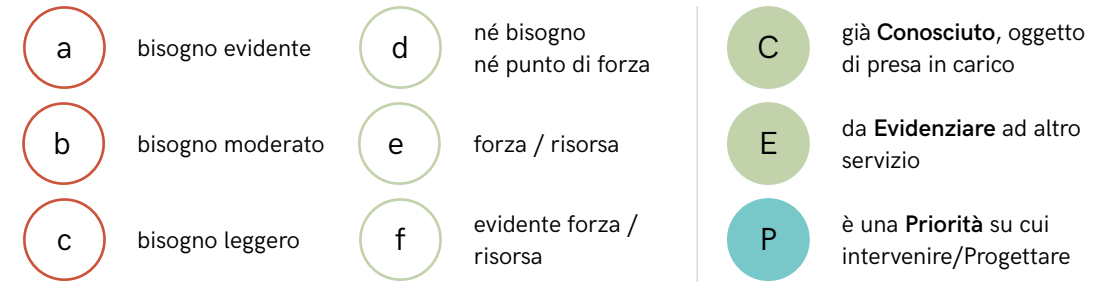 a
bisogno evidente
b
bisogno moderato
c
bisogno leggero
d
né bisogno
né punto di forza
e
forza / risorsa
f
evidente forza /
risorsa
C
già Conosciuto, oggetto
di presa in carico
E
da Evidenziare ad altro
servizio
P
è una Priorità su cui
intervenire/Progettare